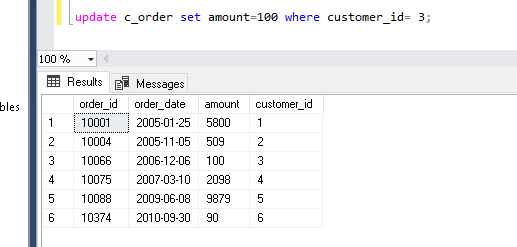 update c_order set amount=100 where customer_id= 3;
100 %
Results Messages
bles
order_id order_date amount customer_id
1 10001 2005-01-25 5800 1
2 10004 2005-11-05 509 2
3 10066 2006-12-06 100 3
4 10075 2007-03-10 2098 4
5 10088 2009-06-08 9879 5
6 10374 2010-09-30 90 6